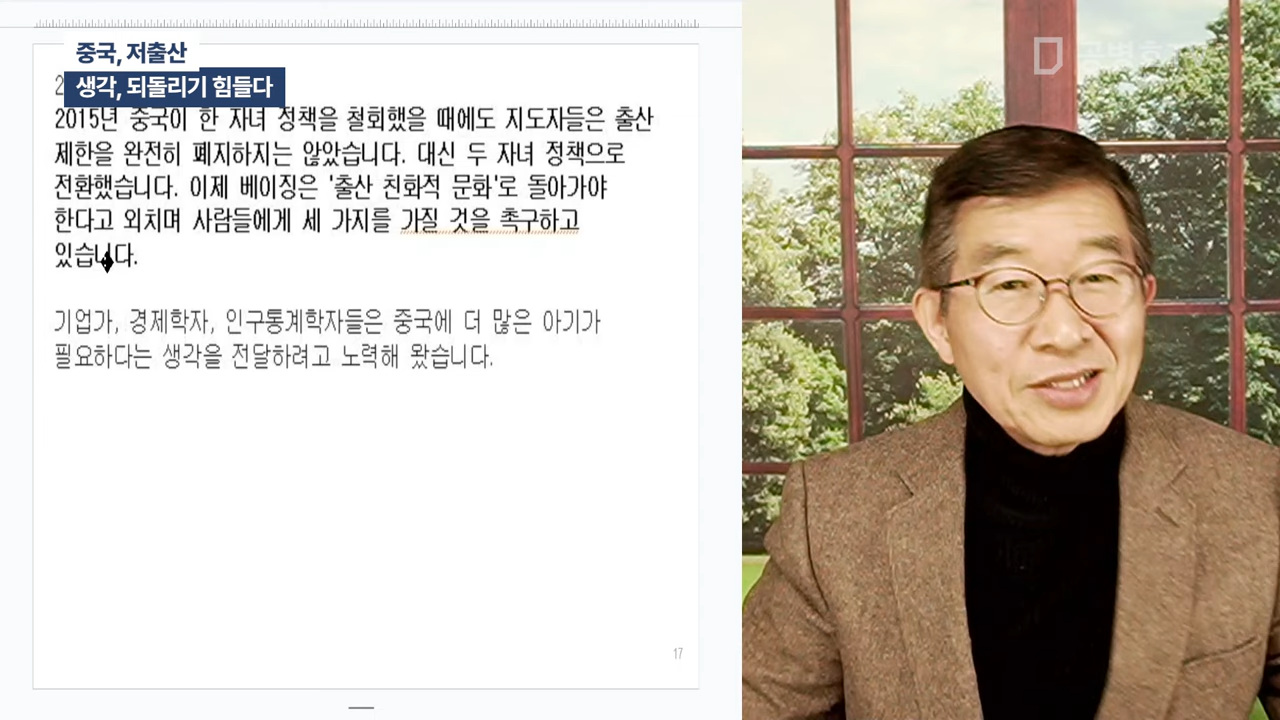 중국, 저출산
생각, 되돌리기 힘들다
2015년 중국이 한 자녀 정책을 철회했을 때에도 지도자들은 출산
제한을 완전히 폐지하지는 않았습니다. 대신 두 자녀 정책으로
전환했습니다. 이제 베이징은 '출산 친화적 문화'로 돌아가야
한다고 외치며 사람들에게 세 가지를 가질 것을 촉구하고
있습니다.
기업가, 경제학자, 인구통계학자들은 중국에 더 많은 아기가
필요하다는 생각을 전달하려고 노력해 왔습니다.
17